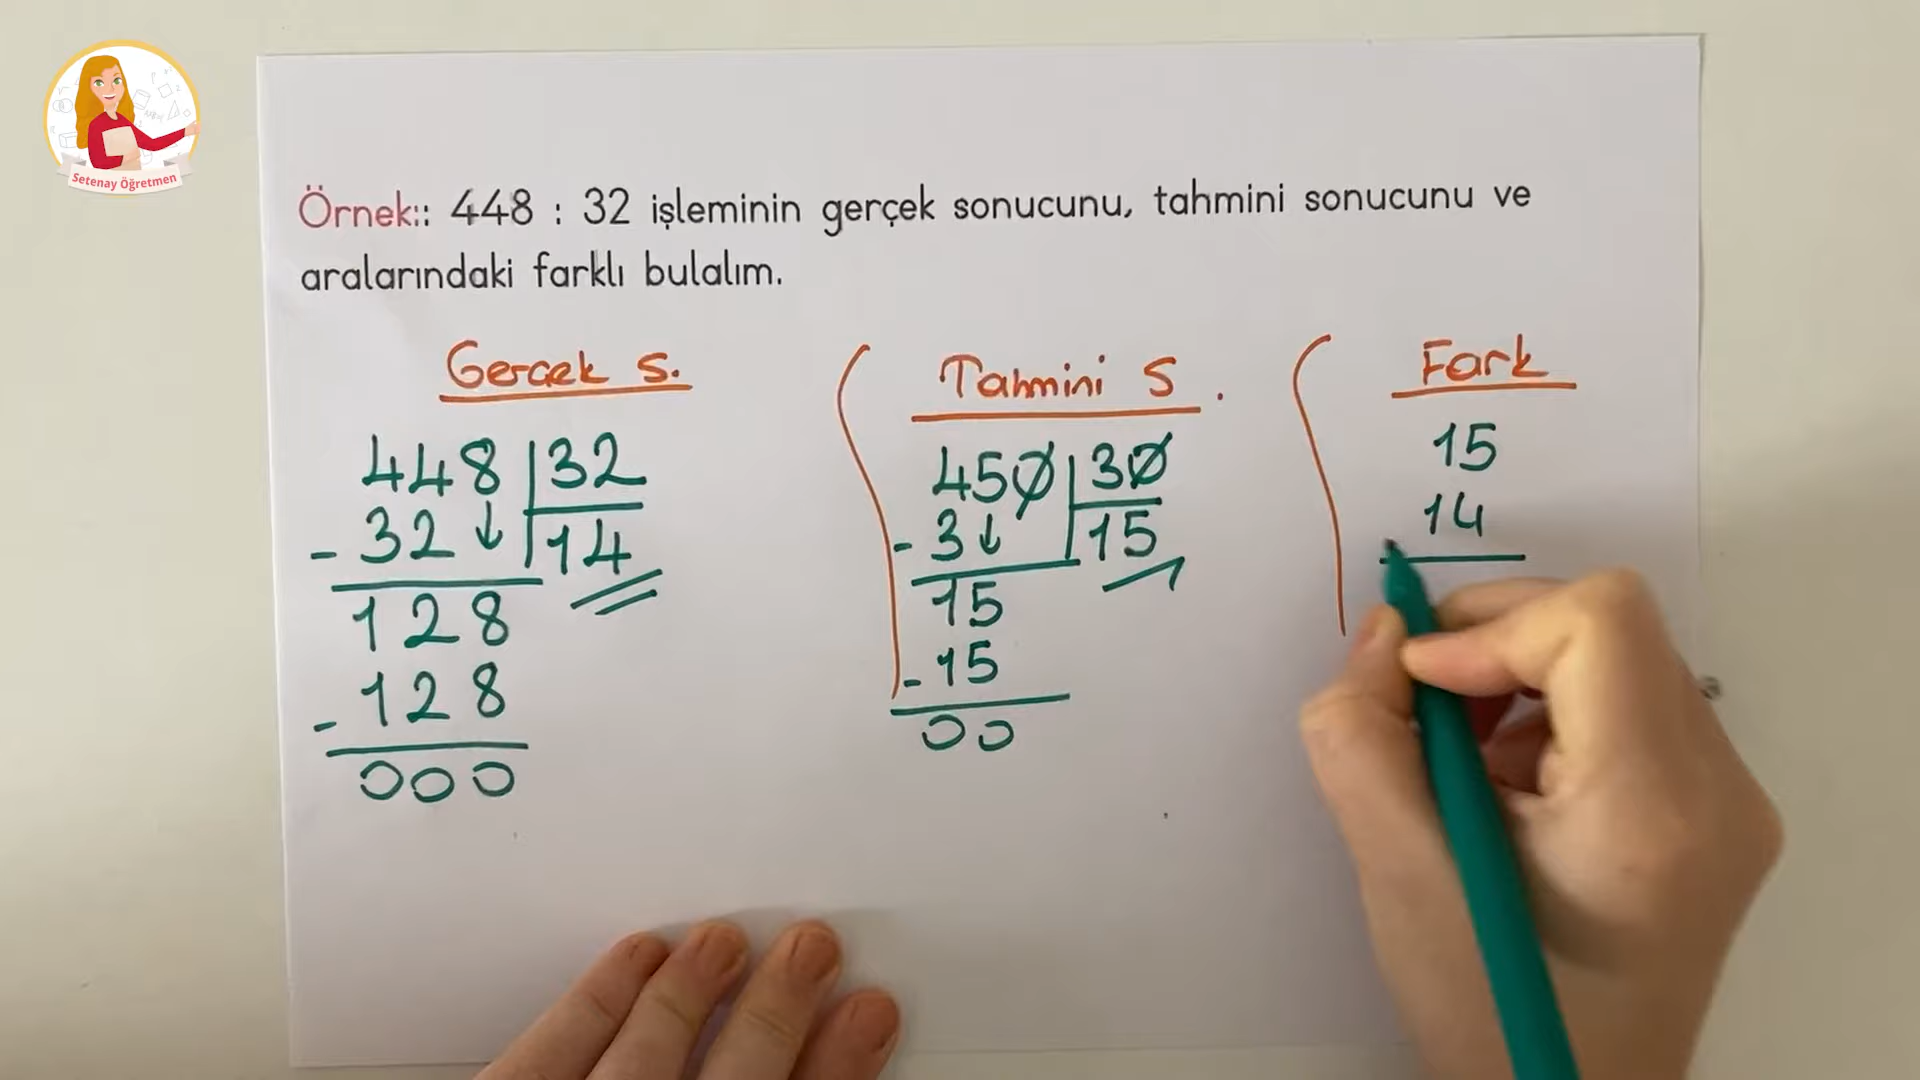 Setenay Öğretmen
Örnek:: 448 : 32 işleminin gerçek sonucunu, tahmini sonucunu ve
aralarındaki farklı bulalım.
Gerçek S.
448 32
- 32 ↓ 14
128
- 128
000
Tahmini S.
450 30
- 3 ↓ 15
15
- 15
00
Fark
15
14